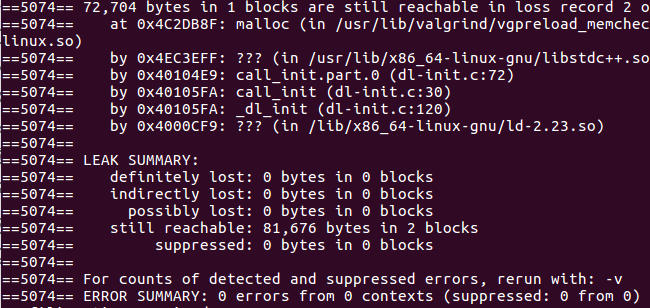 ==5074== 72,704 bytes in 1 blocks are still reachable in loss record 2 o
==5074==    at 0x4C2DB8F: malloc (in /usr/lib/valgrind/vgpreload_memchec
linux.so)
==5074==    by 0x4EC3EFF: ??? (in /usr/lib/x86_64-linux-gnu/libstdc++.so
==5074==    by 0x40104E9: call_init.part.0 (dl-init.c:72)
==5074==    by 0x40105FA: call_init (dl-init.c:30)
==5074==    by 0x40105FA: _dl_init (dl-init.c:120)
==5074==    by 0x4000CF9: ??? (in /lib/x86_64-linux-gnu/ld-2.23.so)
==5074==
==5074== LEAK SUMMARY:
==5074==    definitely lost: 0 bytes in 0 blocks
==5074==    indirectly lost: 0 bytes in 0 blocks
==5074==      possibly lost: 0 bytes in 0 blocks
==5074==    still reachable: 81,676 bytes in 2 blocks
==5074==         suppressed: 0 bytes in 0 blocks
==5074==
==5074== For counts of detected and suppressed errors, rerun with: -v
==5074== ERROR SUMMARY: 0 errors from 0 contexts (suppressed: 0 from 0)